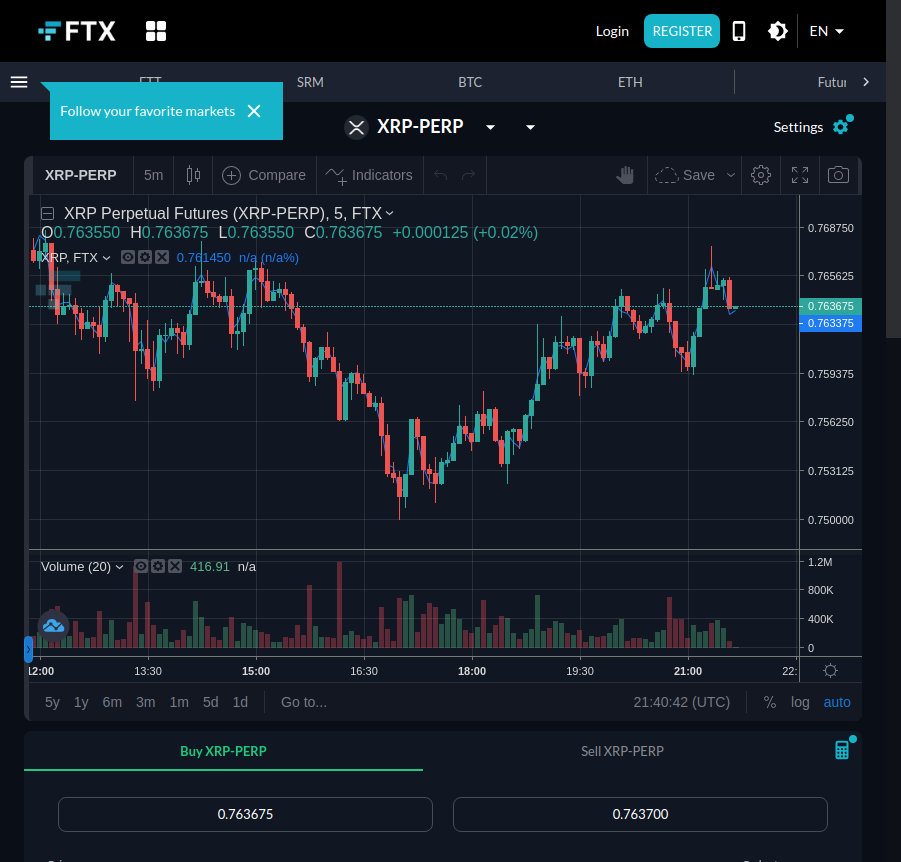 FTX
Login
REGISTER
EN
FTT
SRM
BTC
ETH
Futur
Follow your favorite markets
XRP-PERP
Settings
XRP-PERP
5m
Compare
Indicators
Save
XRP Perpetual Futures (XRP-PERP), 5, FTX
O0.763550 H0.763675 L0.763550 C0.763675 +0.000125 (+0.02%)
XRP, FTX
0.761450 n/a (n/a%)
0.768750
0.765625
0.763675
0.763375
0.759375
0.756250
0.753125
0.750000
Volume (20)
416.91 n/a
1.2M
800K
400K
0
12:00
13:30
15:00
16:30
18:00
19:30
21:00
22:
5y
1y
6m
3m
1m
5d
1d
Go to...
21:40:42 (UTC)
%
log
auto
Buy XRP-PERP
Sell XRP-PERP
0.763675
0.763700